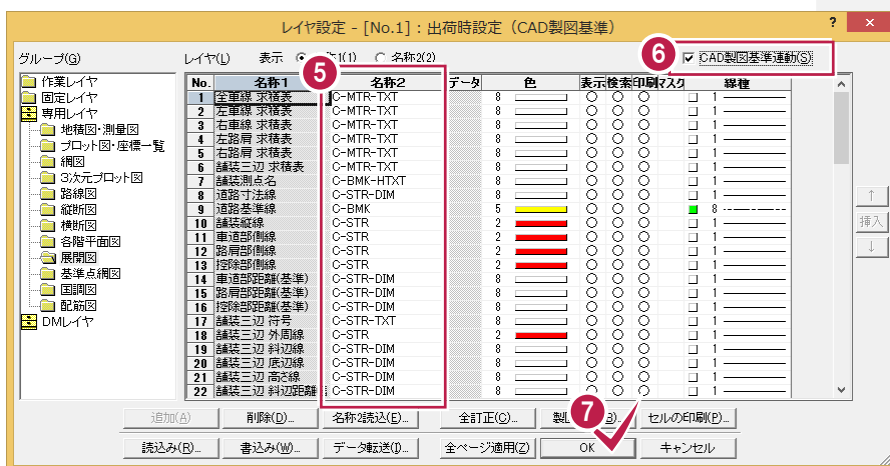 レイヤ設定 - [No.1] : 出荷時設定（CAD製図基準）
? ×
グループ(G) レイヤ(L) 表示 (1) 名称2(2) 6 CAD製図基準連動(S)
5
作業レイヤ
固定レイヤ
専用レイヤ
地積図・測量図
プロット図・座標一覧
網図
3次元プロット図
路線図
縦断図
横断図
各階平面図
展開図
基準点網図
国調図
配筋図
DMレイヤ
No. 名称1 名称2 データ 色 表示 検索 印刷 マスク 線種
1 全車線 求積表 C-MTR-TXT 8 1
2 左車線 求積表 C-MTR-TXT 8 1
3 右車線 求積表 C-MTR-TXT 8 1
4 左路肩 求積表 C-MTR-TXT 8 1
5 右路肩 求積表 C-MTR-TXT 8 1
6 舗装三辺 求積表 C-MTR-TXT 8 1
7 舗装測点名 C-BMK-HTXT 8 1
8 道路寸法線 C-STR-DIM 8 1
9 道路基準線 C-BMK 5 8
10 舗装縦線 C-STR 2 1
11 車道部側線 C-STR 2 1
12 路肩部側線 C-STR 2 1
13 控除部側線 C-STR 2 1
14 車道部距離(基準) C-STR-DIM 8 1
15 路肩部距離(基準) C-STR-DIM 8 1
16 控除部距離(基準) C-STR-DIM 8 1
17 舗装三辺 符号 C-STR-TXT 8 1
18 舗装三辺 外周線 C-STR 2 1
19 舗装三辺 斜辺線 C-STR-DIM 8 1
20 舗装三辺 底辺線 C-STR-DIM 8 1
21 舗装三辺 高さ線 C-STR-DIM 8 1
22 舗装三辺 斜辺距離 C-STR-DIM 8 1
↑
挿入
↓
追加(A) 削除(D)... 名称2読込(E)... 全訂正(C)... 7 セルの印刷(P)...
読込み(R)... 書込み(W)... データ転送(I)... 全ページ適用(Z) OK キャンセル